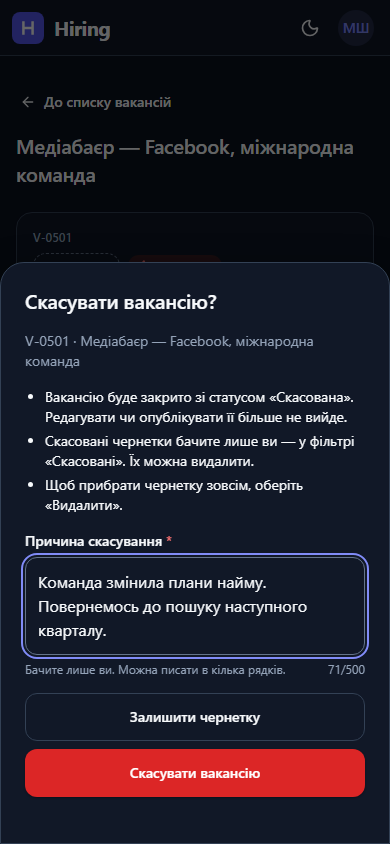 H Hiring МШ
← До списку вакансій
Медіабаєр — Facebook, міжнародна
команда
V-0501
Скасувати вакансію?
V-0501 · Медіабаєр — Facebook, міжнародна
команда
• Вакансію буде закрито зі статусом «Скасована».
Редагувати чи опублікувати її більше не вийде.
• Скасовані чернетки бачите лише ви — у фільтрі
«Скасовані». Їх можна видалити.
• Щоб прибрати чернетку зовсім, оберіть
«Видалити».
Причина скасування *
Команда змінила плани найму.
Повернемось до пошуку наступного
кварталу.
Бачите лише ви. Можна писати в кілька рядків. 71/500
Залишити чернетку
Скасувати вакансію